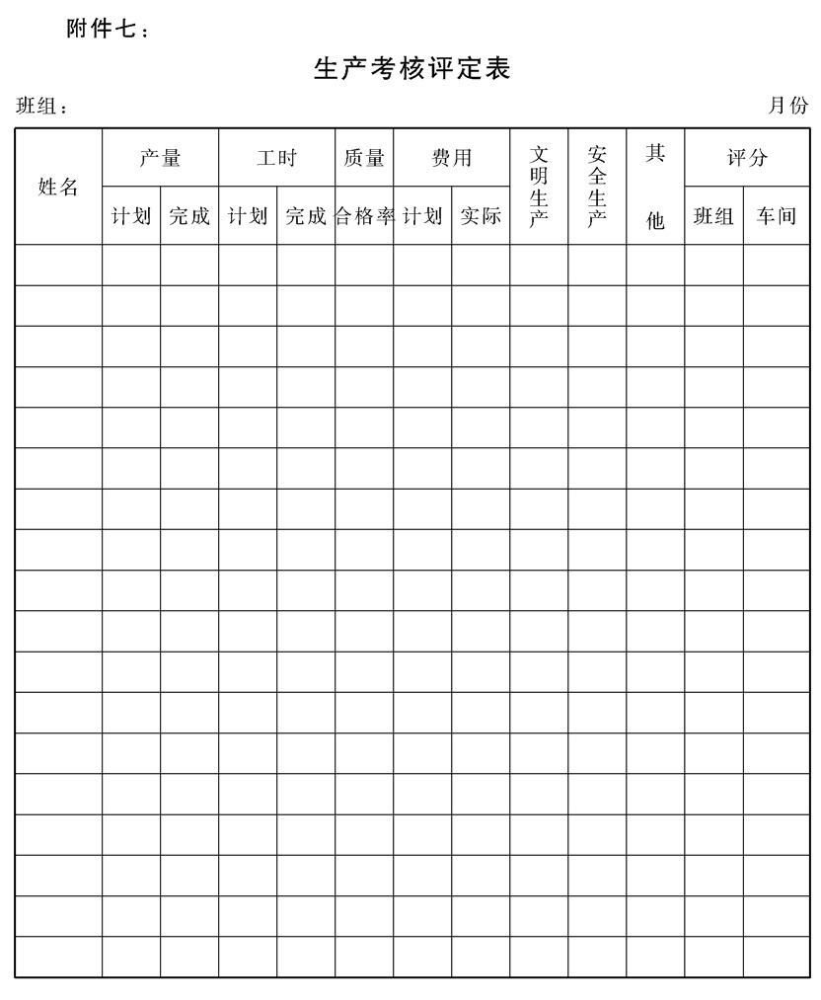 附件七：
生产考核评定表
班组： 月份
姓名 产量 工时 质量 费用 文明生产 安全生产 其他 评分
计划 完成 计划 完成 合格率 计划 实际 班组 车间